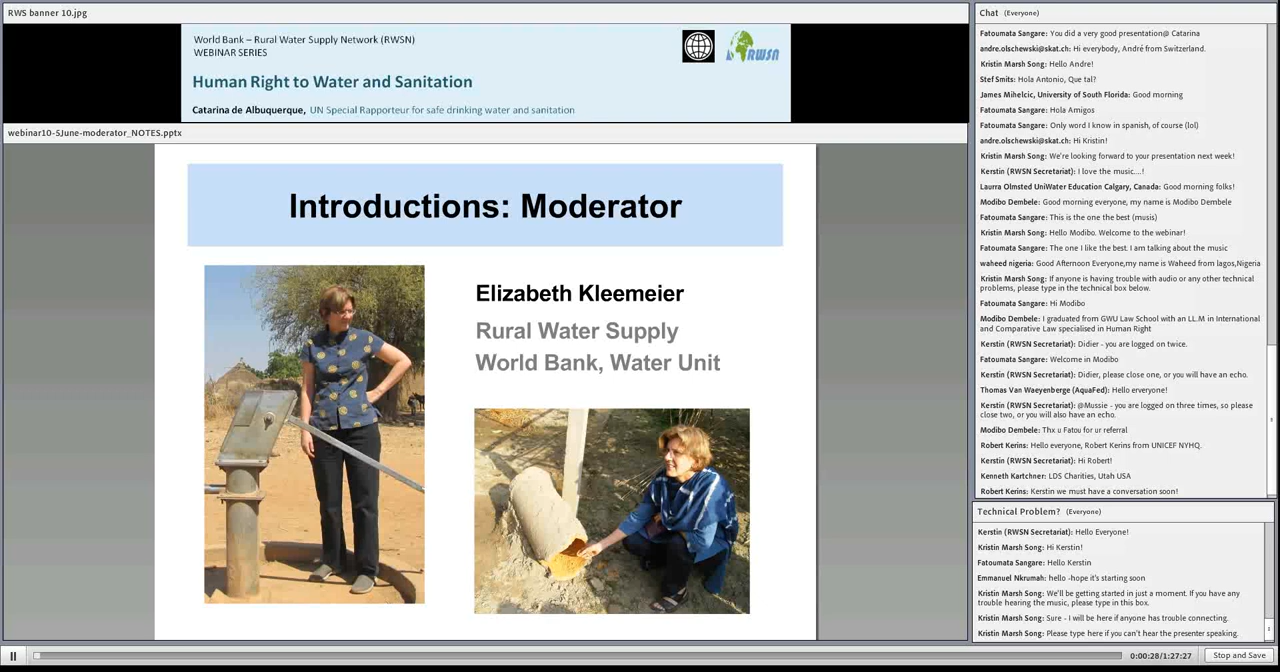 RWS banner 10.jpg
World Bank – Rural Water Supply Network (RWSN)
WEBINAR SERIES
RWSN
Human Right to Water and Sanitation
Catarina de Albuquerque, UN Special Rapporteur for safe drinking water and sanitation
webinar10-5June-moderator_NOTES.pptx
Introductions: Moderator
Elizabeth Kleemeier
Rural Water Supply
World Bank, Water Unit
Chat (Everyone)
Fatoumata Sangare: You did a very good presentation@ Catarina
andre.olschewski@skat.ch: Hi everybody, André from Switzerland.
Kristin Marsh Song: Hello Andre!
Stef Smits: Hola Antonio, Que tal?
James Mihelcic, University of South Florida: Good morning
Fatoumata Sangare: Hola Amigos
Fatoumata Sangare: Only word I know in spanish, of course (lol)
andre.olschewski@skat.ch: Hi Kristin!
Kristin Marsh Song: We're looking forward to your presentation next week!
Kerstin (RWSN Secretariat): I love the music....!
Laurra Olmsted UniWater Education Calgary, Canada: Good morning folks!
Modibo Dembele: Good morning everyone, my name is Modibo Dembele
Fatoumata Sangare: This is the one the best (musis)
Kristin Marsh Song: Hello Modibo. Welcome to the webinar!
Fatoumata Sangare: The one I like the best. I am talking about the music
waheed nigeria: Good Afternoon Everyone,my name is Waheed from lagos,Nigeria
Kristin Marsh Song: If anyone is having trouble with audio or any other technical
problems, please type in the technical box below.
Fatoumata Sangare: Hi Modibo
Modibo Dembele: I graduated from GWU Law School with an LL.M in International
and Comparative Law specialised in Human Right
Kerstin (RWSN Secretariat): Didier - you are logged on twice.
Fatoumata Sangare: Welcome in Modibo
Kerstin (RWSN Secretariat): Didier, please close one, or you will have an echo.
Thomas Van Waeyenberge (AquaFed): Hello everyone!
Kerstin (RWSN Secretariat): @Mussie - you are logged on three times, so please
close two, or you will also have an echo.
Modibo Dembele: Thx u Fatou for ur referral
Robert Kerins: Hello everyone, Robert Kerins from UNICEF NYHQ.
Kerstin (RWSN Secretariat): Hi Robert!
Kenneth Kartchner: LDS Charities, Utah USA
Robert Kerins: Kerstin we must have a conversation soon!
Technical Problem? (Everyone)
Kerstin (RWSN Secretariat): Hello Everyone!
Kristin Marsh Song: Hi Kerstin!
Fatoumata Sangare: Hello Kerstin
Emmanuel Nkrumah: hello -hope it's starting soon
Kristin Marsh Song: We'll be getting started in just a moment. If you have any
trouble hearing the music, please type in this box.
Kristin Marsh Song: Sure - I will be here if anyone has trouble connecting.
Kristin Marsh Song: Please type here if you can't hear the presenter speaking.
0:00:28/1:27:27
Stop and Save